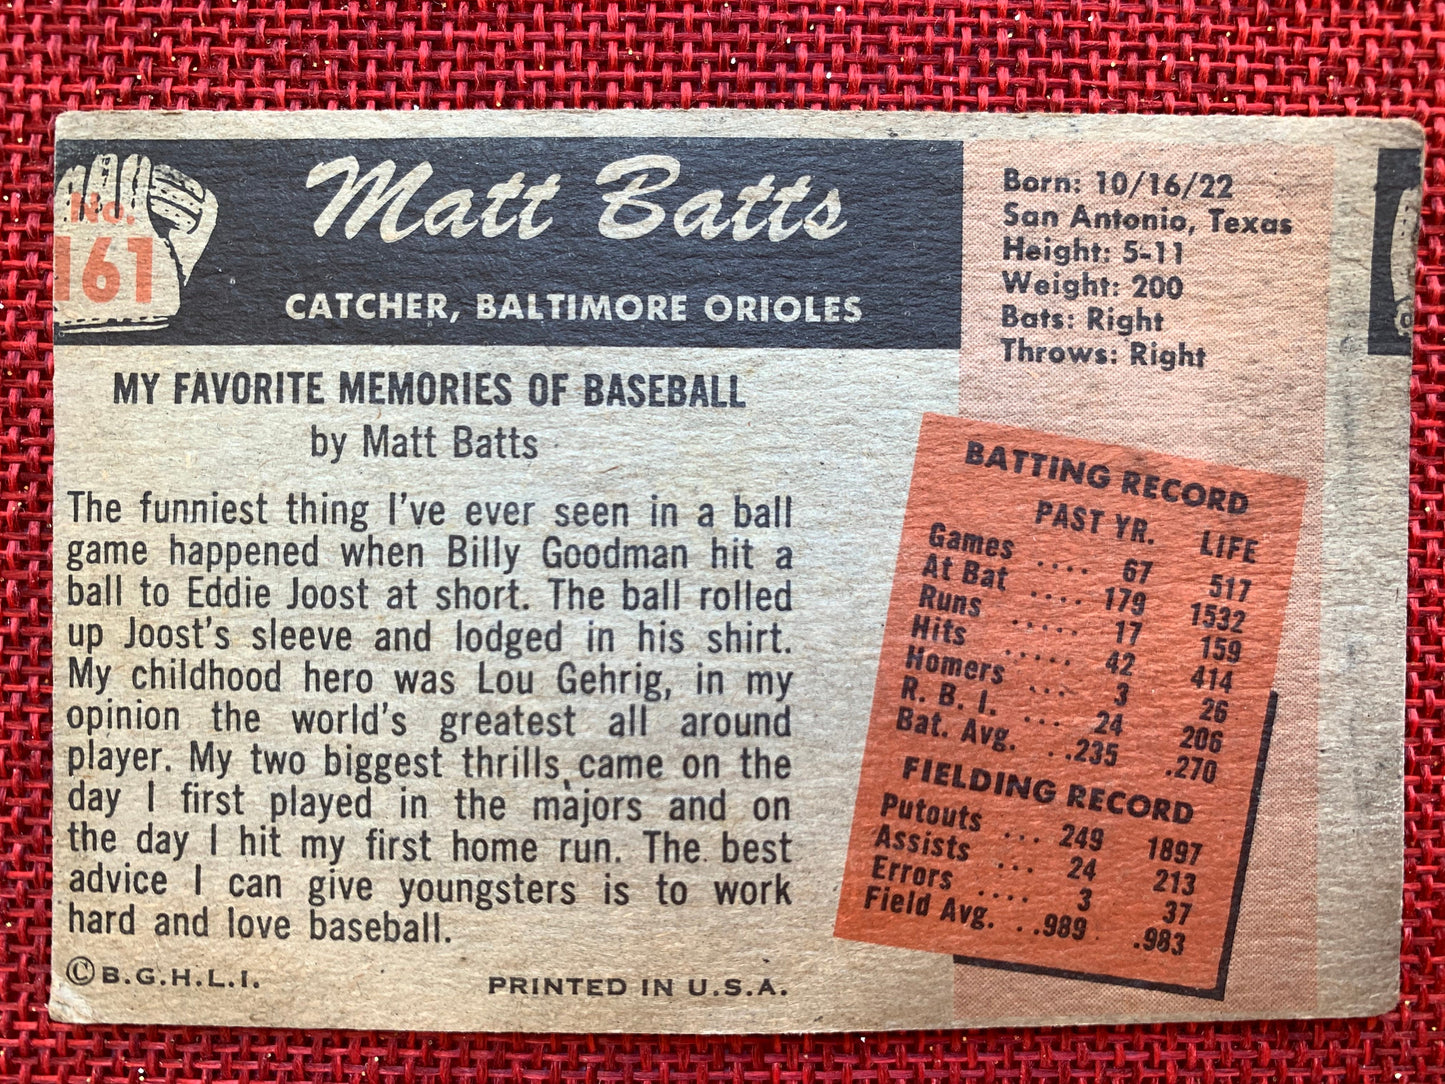 No.
161
Matt Batts
CATCHER, BALTIMORE ORIOLES
Born: 10/16/22
San Antonio, Texas
Height: 5-11
Weight: 200
Bats: Right
Throws: Right
MY FAVORITE MEMORIES OF BASEBALL
by Matt Batts
The funniest thing I've ever seen in a ball
game happened when Billy Goodman hit a
ball to Eddie Joost at short. The ball rolled
up Joost's sleeve and lodged in his shirt.
My childhood hero was Lou Gehrig, in my
opinion the world's greatest all around
player. My two biggest thrills came on the
day I first played in the majors and on
the day I hit my first home run. The best
advice I can give youngsters is to work
hard and love baseball.
© B.G.H.L.I.
PRINTED IN U.S.A.
BATTING RECORD
PAST YR. LIFE
Games .... 67 517
At Bat .... 179 1532
Runs ..... 17 159
Hits ..... 42 414
Homers ... 3 26
R. B. I. ... 24 206
Bat. Avg. ..235 .270
FIELDING RECORD
Putouts ... 249 1897
Assists ... 24 213
Errors .... 3 37
Field Avg. ..989 .983